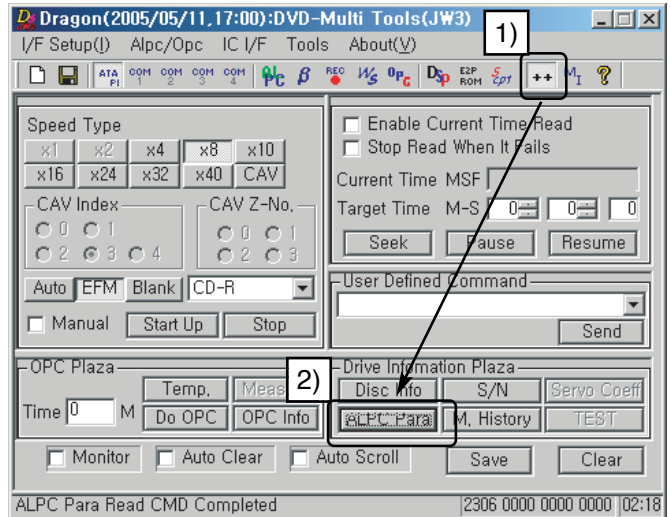 Dragon(2005/05/11,17:00):DVD-Multi Tools(JW3)
I/F Setup(I) Alpc/Opc IC I/F Tools About(V)
1)
ATAPI COM 1 COM 2 COM 3 COM 4 β REC W/S OPC DSP E2P ROM ++ MI ?
Speed Type
x1 x2 x4 x8 x10
x16 x24 x32 x40 CAV
CAV Index CAV Z-No.
0 1 0 1
2 3 4 2 3
Auto EFM Blank CD-R
Manual Start Up Stop
Enable Current Time Read
Stop Read When It Fails
Current Time MSF
Target Time M-S 0 0 0
Seek Pause Resume
User Defined Command
Send
OPC Plaza
Temp. Meas
Time 0 M Do OPC OPC Info
2)
Drive Infomation Plaza
Disc Info S/N Servo Coeff
ALPC Para M. History TEST
Monitor Auto Clear Auto Scroll Save Clear
ALPC Para Read CMD Completed 2306 0000 0000 0000 02:18